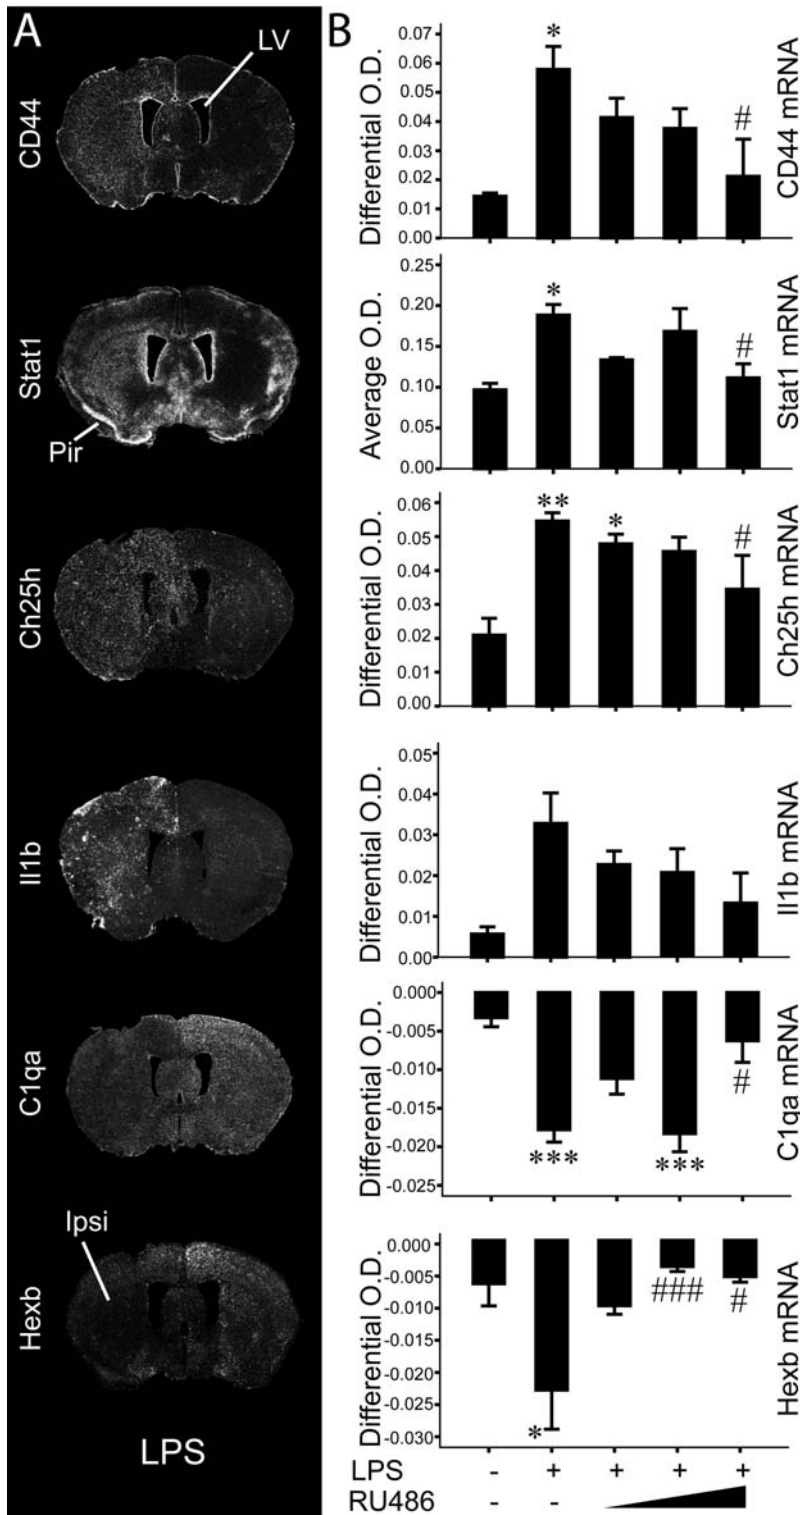 A
LV
CD44
Stat1
Pir
Ch25h
Il1b
C1qa
Ipsi
Hexb
LPS
B
Differential O.D.
0.07
0.06
0.05
0.04
0.03
0.02
0.01
0.00
*
#
CD44 mRNA
Average O.D.
0.25
0.20
0.15
0.10
0.05
0.00
*
#
Stat1 mRNA
Differential O.D.
0.06
0.05
0.04
0.03
0.02
0.01
0.00
**
*
#
Ch25h mRNA
Differential O.D.
0.05
0.04
0.03
0.02
0.01
0.00
Il1b mRNA
Differential O.D.
0.000
-0.005
-0.010
-0.015
-0.020
-0.025
***
***
#
C1qa mRNA
Differential O.D.
0.000
-0.005
-0.010
-0.015
-0.020
-0.025
-0.030
*
###
#
Hexb mRNA
LPS - + + + +
RU486 - -